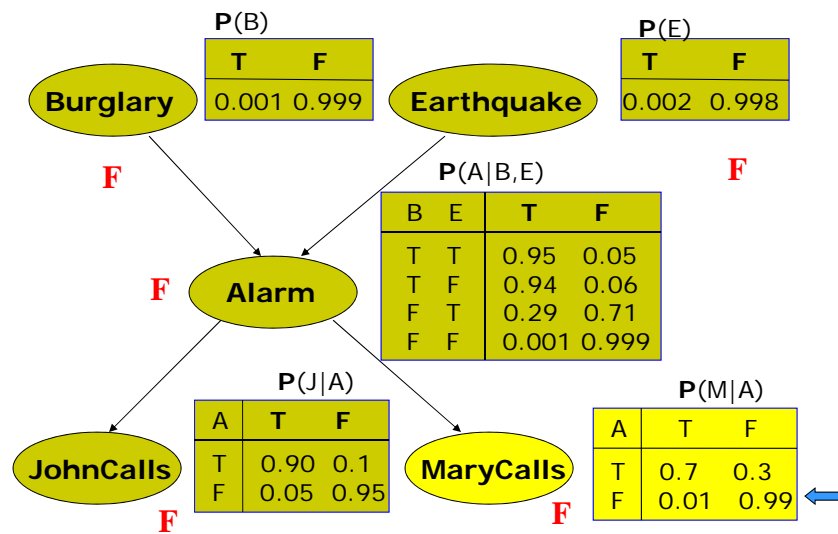 P(B)
T F
0.001 0.999
Burglary
P(E)
T F
0.002 0.998
Earthquake
F
F
P(A|B,E)
B E T F
T T 0.95 0.05
T F 0.94 0.06
F T 0.29 0.71
F F 0.001 0.999
F
Alarm
P(J|A)
A T F
T 0.90 0.1
F 0.05 0.95
JohnCalls
F
P(M|A)
A T F
T 0.7 0.3
F 0.01 0.99
MaryCalls
F